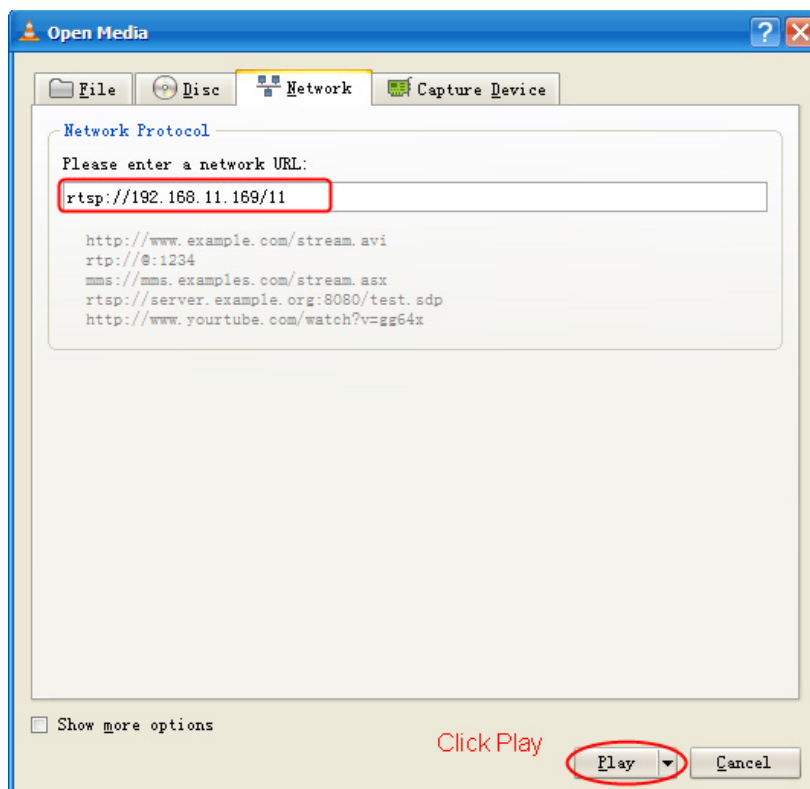 Open Media
File Disc Network Capture Device
Network Protocol
Please enter a network URL:
rtsp://192.168.11.169/11
http://www.example.com/stream.avi
rtp://@:1234
mms://mms.examples.com/stream.asx
rtsp://server.example.org:8080/test.sdp
http://www.yourtube.com/watch?v=gg64x
Show more options
Click Play
Play Cancel